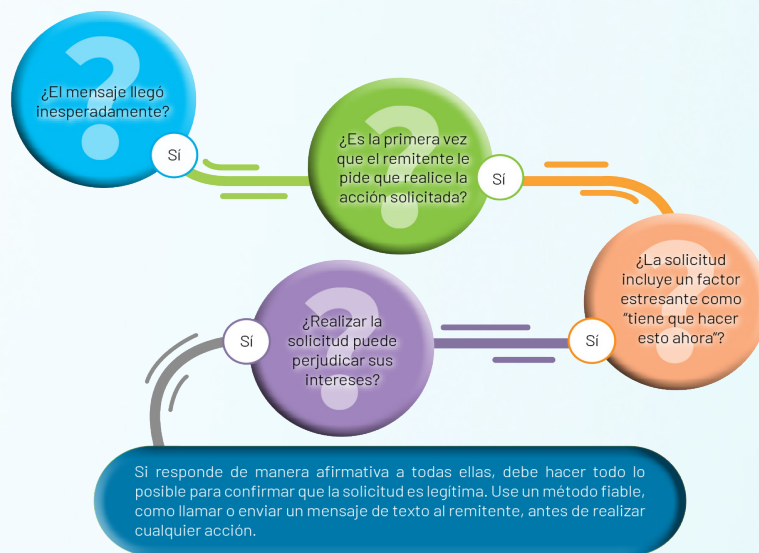 ¿El mensaje llegó
inesperadamente?
Sí
¿Es la primera vez
que el remitente le
pide que realice la
acción solicitada?
Sí
¿La solicitud
incluye un factor
estresante como
“tiene que hacer
esto ahora”?
Sí
¿Realizar la
solicitud puede
perjudicar sus
intereses?
Sí
Si responde de manera afirmativa a todas ellas, debe hacer todo lo
posible para confirmar que la solicitud es legítima. Use un método fiable,
como llamar o enviar un mensaje de texto al remitente, antes de realizar
cualquier acción.